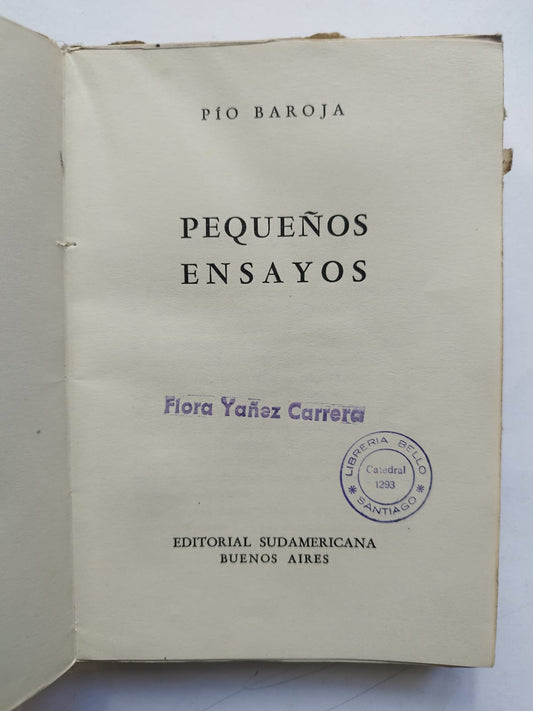 PÍO BAROJA
PEQUEÑOS
ENSAYOS
Flora Yañez Carrera
LIBRERIA BELLO
Catedral
1293
* SANTIAGO *
EDITORIAL SUDAMERICANA
BUENOS AIRES